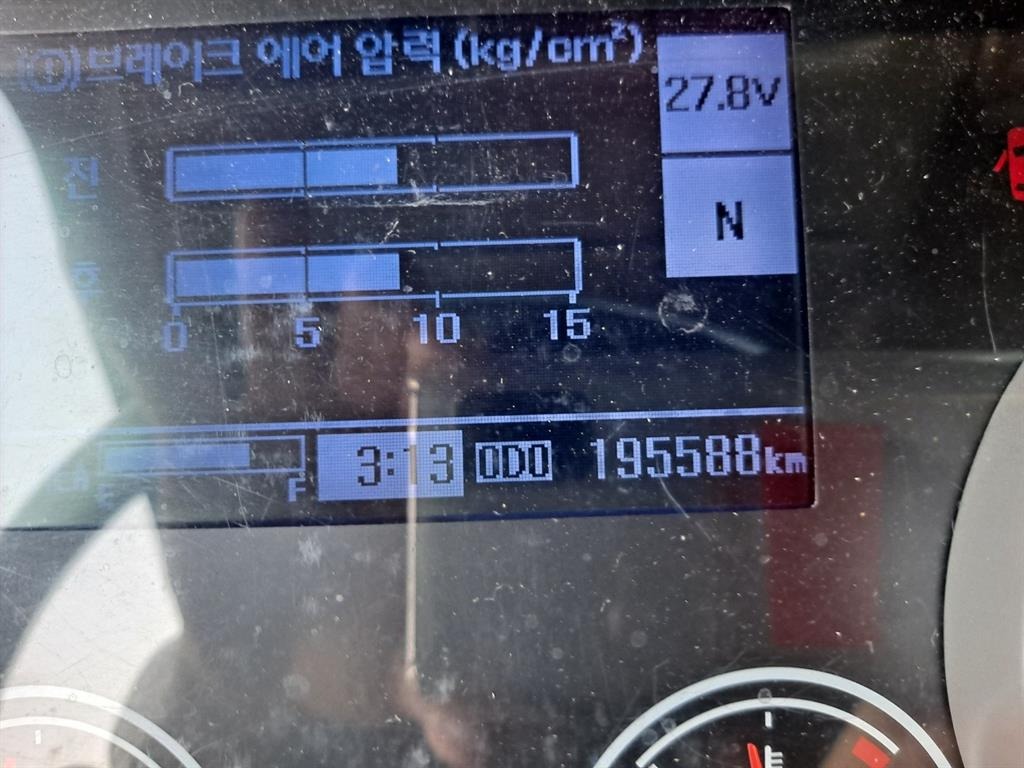 (!) 브레이크 에어 압력 (kg/cm²)
27.8V
전
N
후
0 5 10 15
E F 3:13 ODO 195588km